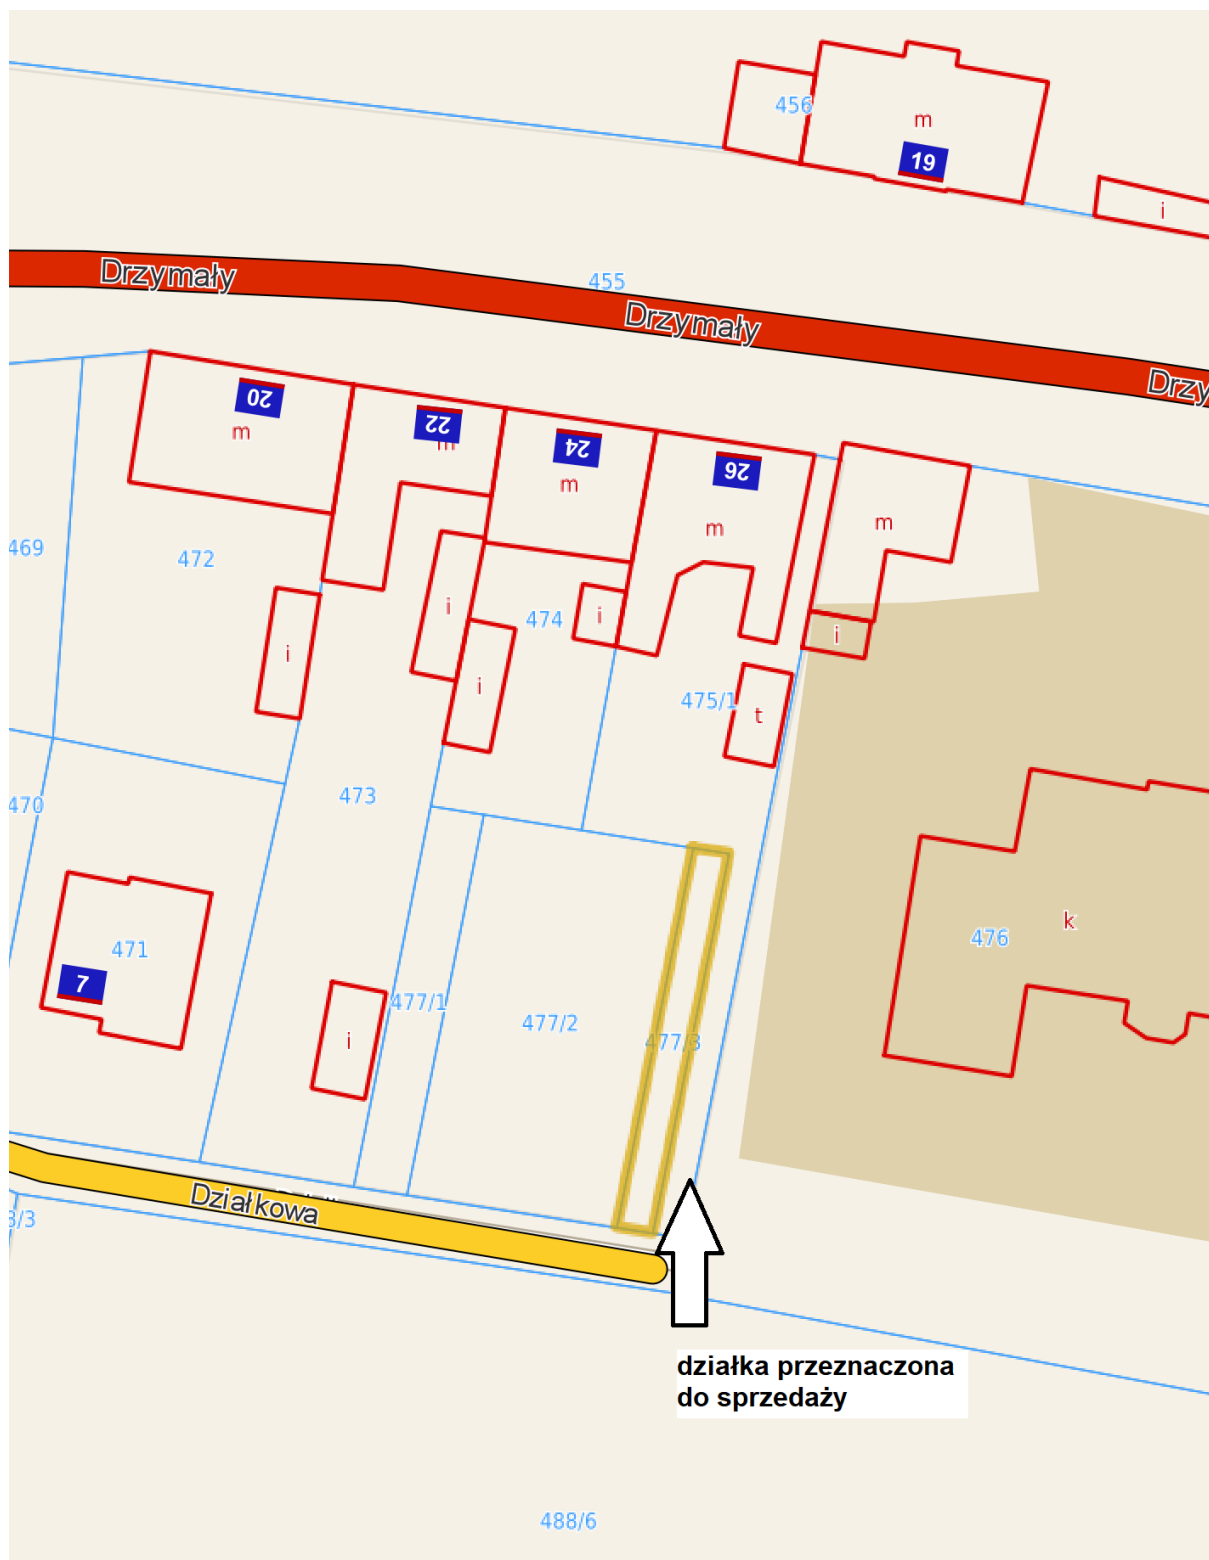 456
m
19
i
Drzymały
455
Drzymały
Drzy
20
m
22
m
24
m
26
m
m
469
472
i
i
474
i
i
i
475/1
t
470
473
471
7
477/1
i
477/2
477/3
476
k
Działkowa
3/3
działka przeznaczona
do sprzedaży
488/6